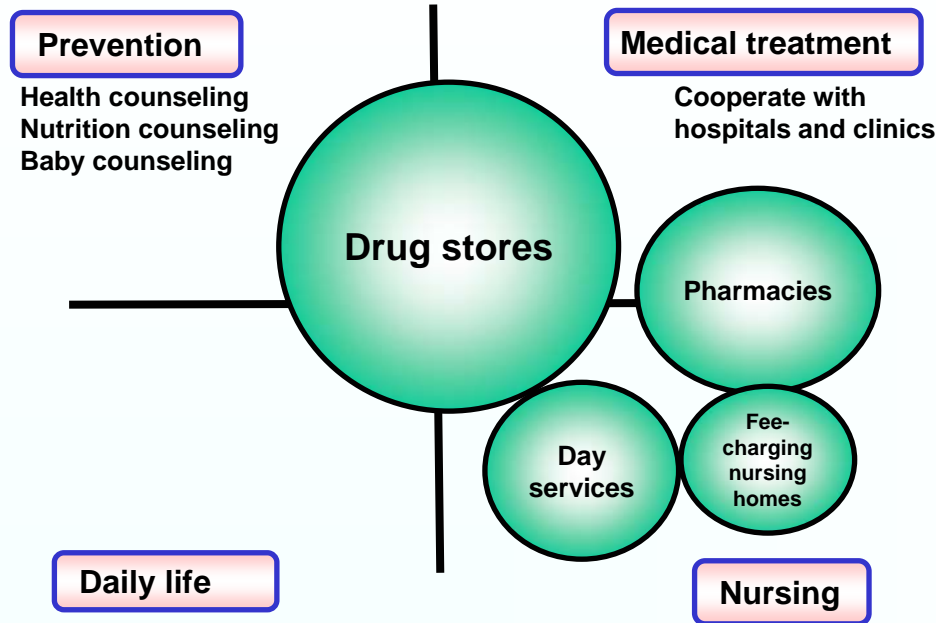 Prevention
Health counseling
Nutrition counseling
Baby counseling
Medical treatment
Cooperate with
hospitals and clinics
Drug stores
Pharmacies
Day
services
Fee-
charging
nursing
homes
Daily life
Nursing